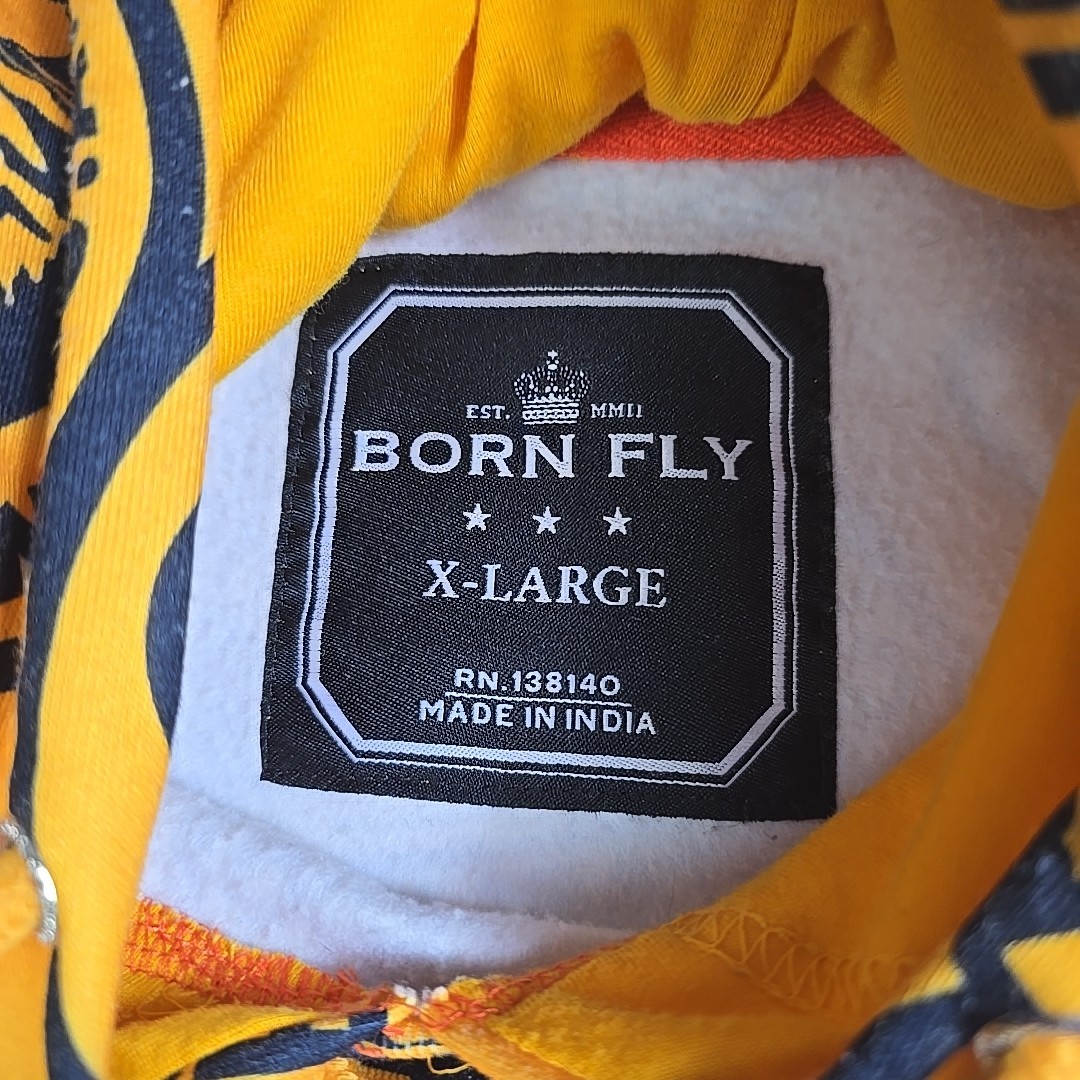 EST. MMII
BORN FLY
X-LARGE
RN.138140
MADE IN INDIA